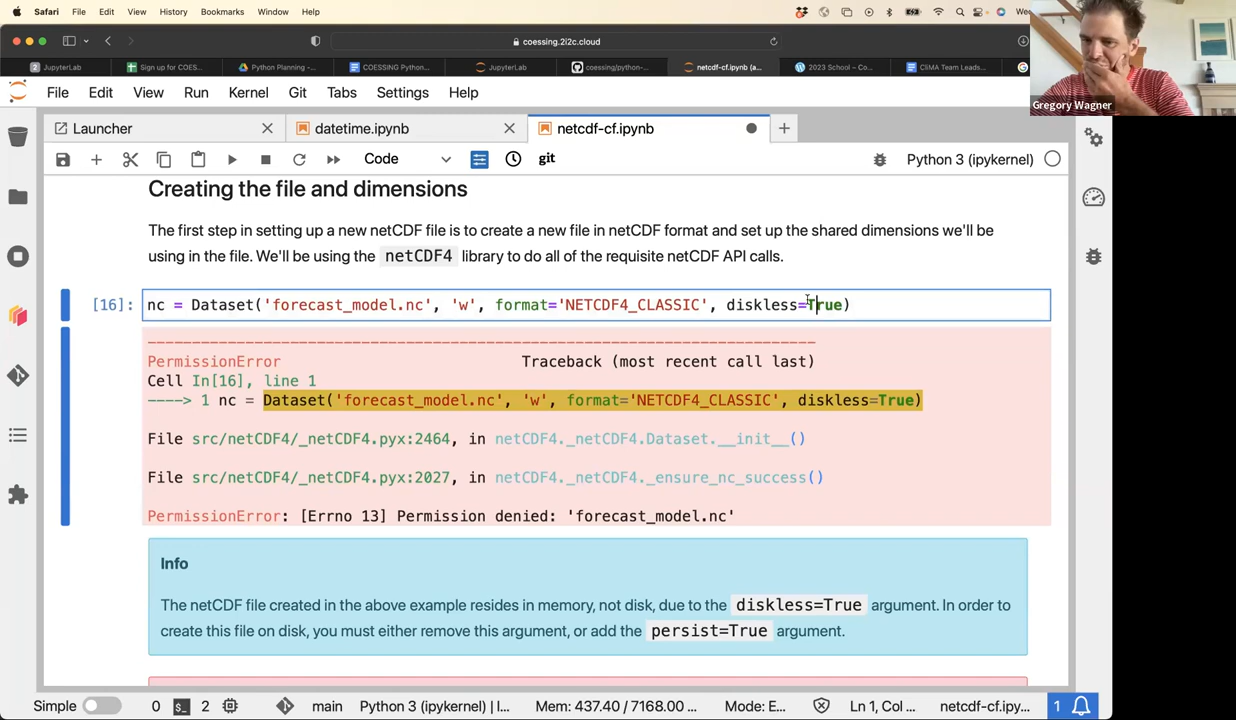 Safari File Edit View History Bookmarks Window Help
coessing.2i2c.cloud
JupyterLab Sign up for COES... Python Planning -... COESSING Python... JupyterLab coessing/python-... netcdf-cf.ipynb (a... 2023 School – Co... CliMA Team Leads...
Gregory Wagner
File Edit View Run Kernel Git Tabs Settings Help
Launcher datetime.ipynb netcdf-cf.ipynb
Code git Python 3 (ipykernel)
Creating the file and dimensions
The first step in setting up a new netCDF file is to create a new file in netCDF format and set up the shared dimensions we'll be
using in the file. We'll be using the netCDF4 library to do all of the requisite netCDF API calls.
[16]: nc = Dataset('forecast_model.nc', 'w', format='NETCDF4_CLASSIC', diskless=True)
---------------------------------------------------------------------------
PermissionError Traceback (most recent call last)
Cell In[16], line 1
----> 1 nc = Dataset('forecast_model.nc', 'w', format='NETCDF4_CLASSIC', diskless=True)
File src/netCDF4/_netCDF4.pyx:2464, in netCDF4._netCDF4.Dataset.__init__()
File src/netCDF4/_netCDF4.pyx:2027, in netCDF4._netCDF4._ensure_nc_success()
PermissionError: [Errno 13] Permission denied: 'forecast_model.nc'
Info
The netCDF file created in the above example resides in memory, not disk, due to the diskless=True argument. In order to
create this file on disk, you must either remove this argument, or add the persist=True argument.
Simple 0 2 main Python 3 (ipykernel) | I... Mem: 437.40 / 7168.00 ... Mode: E... Ln 1, Col ... netcdf-cf.ipy... 1